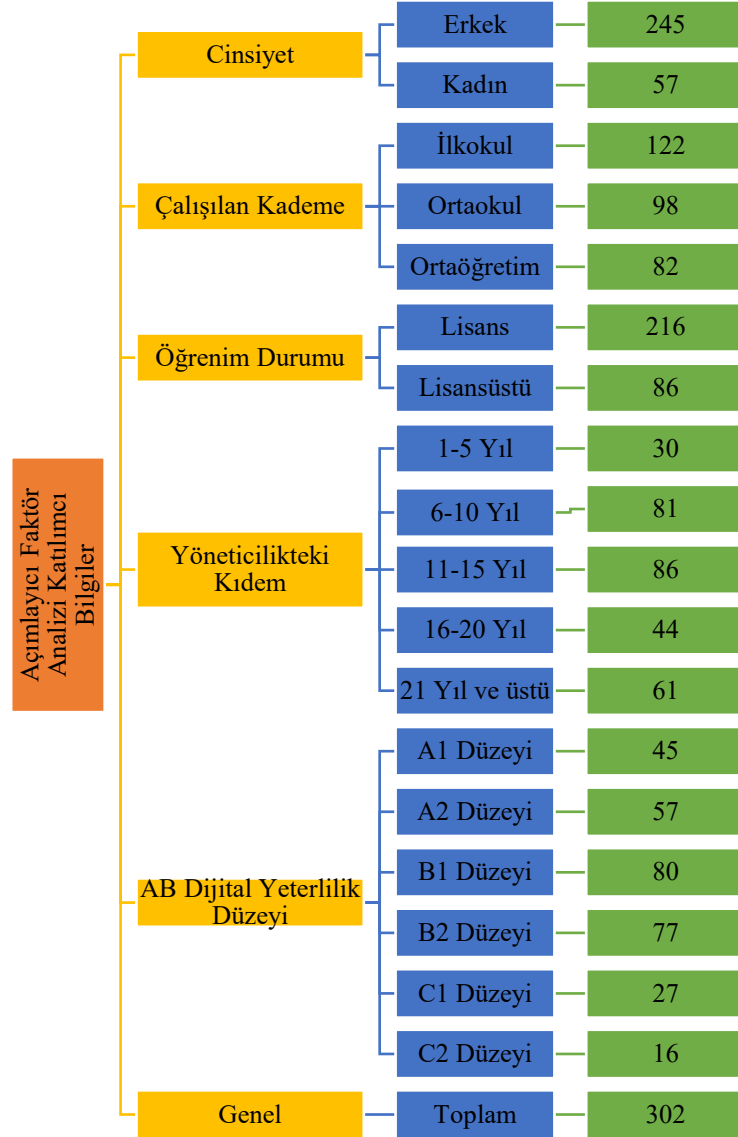 Açımlayıcı Faktör
Analizi Katılımcı
Bilgiler
Cinsiyet
Erkek
245
Kadın
57
Çalışılan Kademe
İlkokul
122
Ortaokul
98
Ortaöğretim
82
Öğrenim Durumu
Lisans
216
Lisansüstü
86
Yöneticilikteki
Kıdem
1-5 Yıl
30
6-10 Yıl
81
11-15 Yıl
86
16-20 Yıl
44
21 Yıl ve üstü
61
AB Dijital Yeterlilik
Düzeyi
A1 Düzeyi
45
A2 Düzeyi
57
B1 Düzeyi
80
B2 Düzeyi
77
C1 Düzeyi
27
C2 Düzeyi
16
Genel
Toplam
302